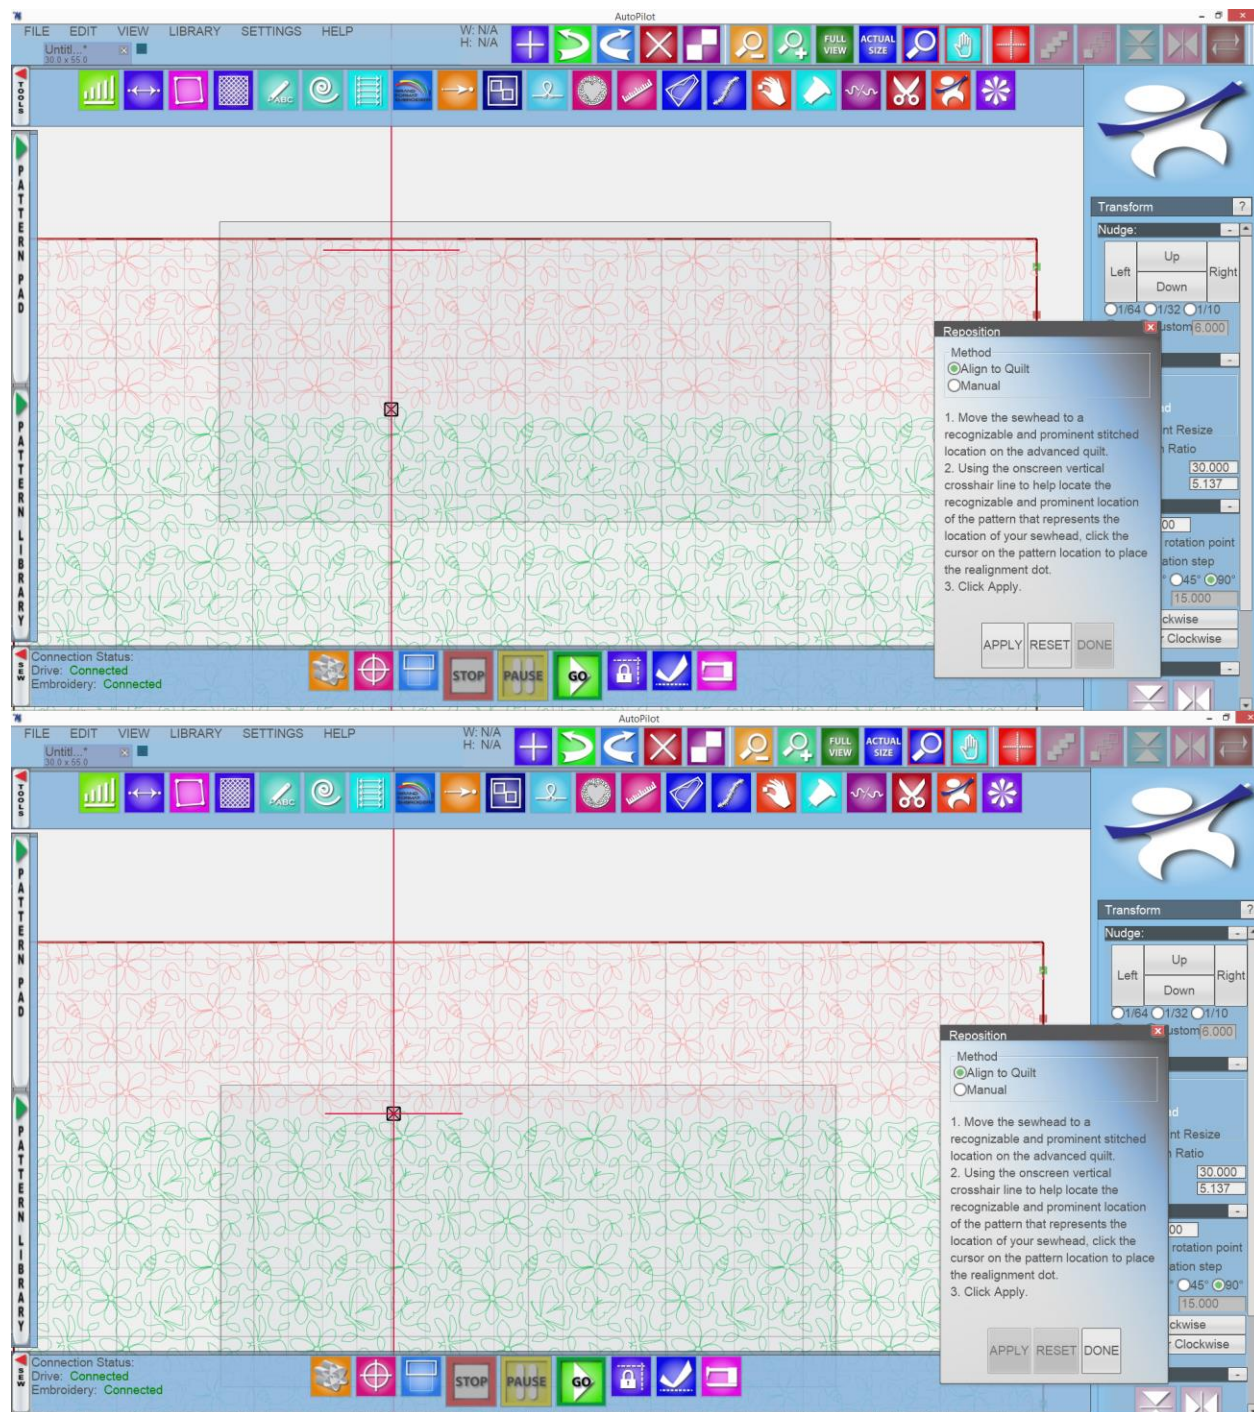 AutoPilot
FILE EDIT VIEW LIBRARY SETTINGS HELP
W: N/A
H: N/A
FULL VIEW
ACTUAL SIZE
Untitl...*
30.0 x 55.0
TOOLS
ABC
PATTERN PAD
PATTERN LIBRARY
Transform ?
Nudge: -
Up
Left Right
Down
1/64 1/32 1/10
ustom 6.000
Reposition
Method
Align to Quilt
Manual
1. Move the sewhead to a
recognizable and prominent stitched
location on the advanced quilt.
2. Using the onscreen vertical
crosshair line to help locate the
recognizable and prominent location
of the pattern that represents the
location of your sewhead, click the
cursor on the pattern location to place
the realignment dot.
3. Click Apply.
APPLY RESET DONE
nt Resize
Ratio
30.000
5.137
00
rotation point
ation step
45° 90°
15.000
ckwise
r Clockwise
SEW
Connection Status:
Drive: Connected
Embroidery: Connected
STOP PAUSE GO
AutoPilot
FILE EDIT VIEW LIBRARY SETTINGS HELP
W: N/A
H: N/A
FULL VIEW
ACTUAL SIZE
Untitl...*
30.0 x 55.0
TOOLS
ABC
PATTERN PAD
PATTERN LIBRARY
Transform ?
Nudge: -
Up
Left Right
Down
1/64 1/32 1/10
ustom 6.000
Reposition
Method
Align to Quilt
Manual
1. Move the sewhead to a
recognizable and prominent stitched
location on the advanced quilt.
2. Using the onscreen vertical
crosshair line to help locate the
recognizable and prominent location
of the pattern that represents the
location of your sewhead, click the
cursor on the pattern location to place
the realignment dot.
3. Click Apply.
APPLY RESET DONE
nt Resize
Ratio
30.000
5.137
00
rotation point
ation step
45° 90°
15.000
ckwise
Clockwise
SEW
Connection Status:
Drive: Connected
Embroidery: Connected
STOP PAUSE GO